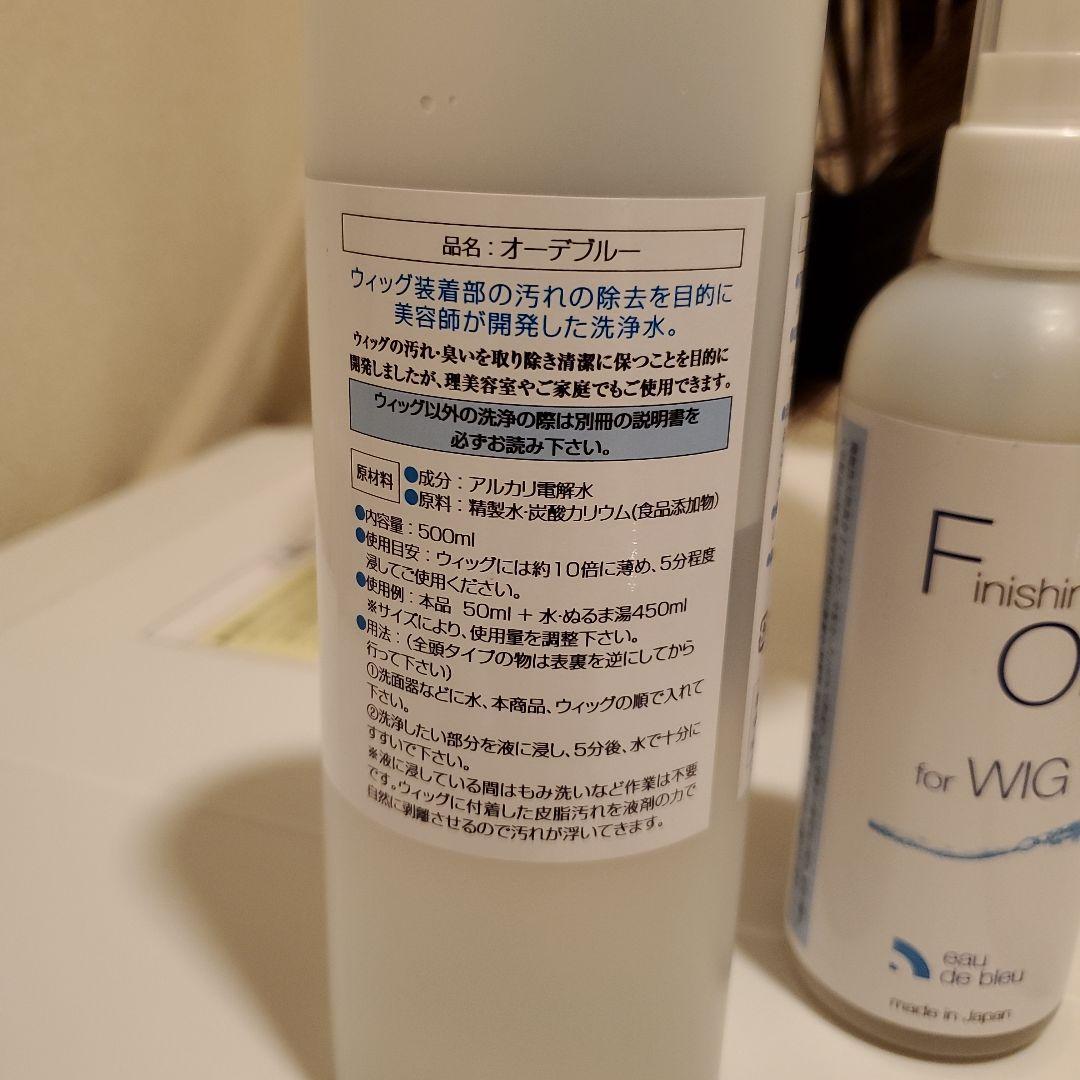 品名：オーデブルー
ウィッグ装着部の汚れの除去を目的に
美容師が開発した洗浄水。
ウィッグの汚れ・臭いを取り除き清潔に保つことを目的に
開発しましたが、理美容室やご家庭でもご使用できます。
ウィッグ以外の洗浄の際は別冊の説明書を
必ずお読み下さい。
原材料
●成分：アルカリ電解水
●原料：精製水・炭酸カリウム(食品添加物)
●内容量：500ml
●使用目安：ウィッグには約10倍に薄め、5分程度
浸してご使用ください。
●使用例：本品 50ml + 水・ぬるま湯450ml
※サイズにより、使用量を調整下さい。
●用法：(全頭タイプの物は表裏を逆にしてから
行って下さい)
①洗面器などに水、本商品、ウィッグの順で入れて
下さい。
②洗浄したい部分を液に浸し、5分後、水で十分に
すすいで下さい。
※液に浸している間はもみ洗いなど作業は不要
です。ウィッグに付着した皮脂汚れを液剤の力で
自然に剥離させるので汚れが浮いてきます。
Finishin
O
for WIG
eau
de bleu
made in Japan